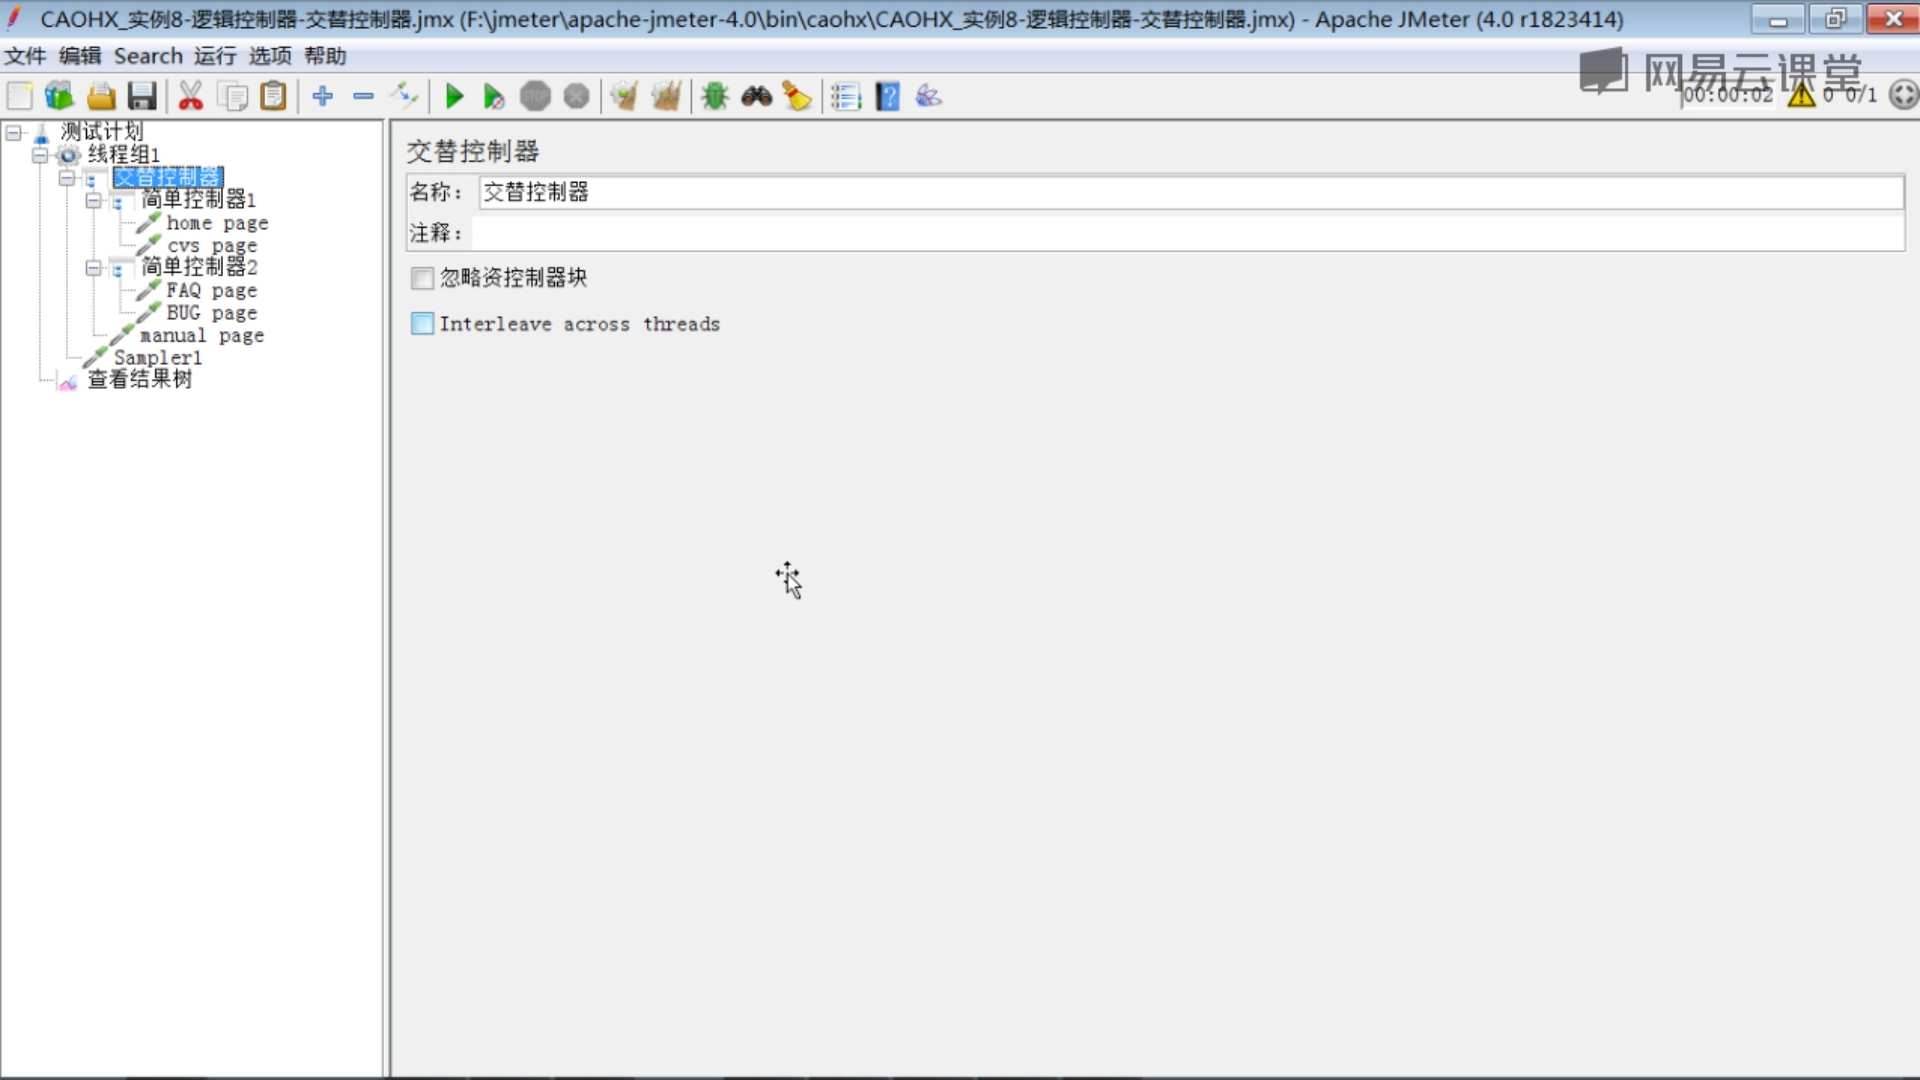 CAOHX_实例8-逻辑控制器-交替控制器.jmx (F:\jmeter\apache-jmeter-4.0\bin\caohx\CAOHX_实例8-逻辑控制器-交替控制器.jmx) - Apache JMeter (4.0 r1823414)
文件 编辑 Search 运行 选项 帮助
网易云课堂
00:00:02 0 0/1
测试计划
线程组1
交替控制器
简单控制器1
home page
cvs page
简单控制器2
FAQ page
BUG page
manual page
Sampler1
查看结果树
交替控制器
名称： 交替控制器
注释：
忽略资控制器块
Interleave across threads